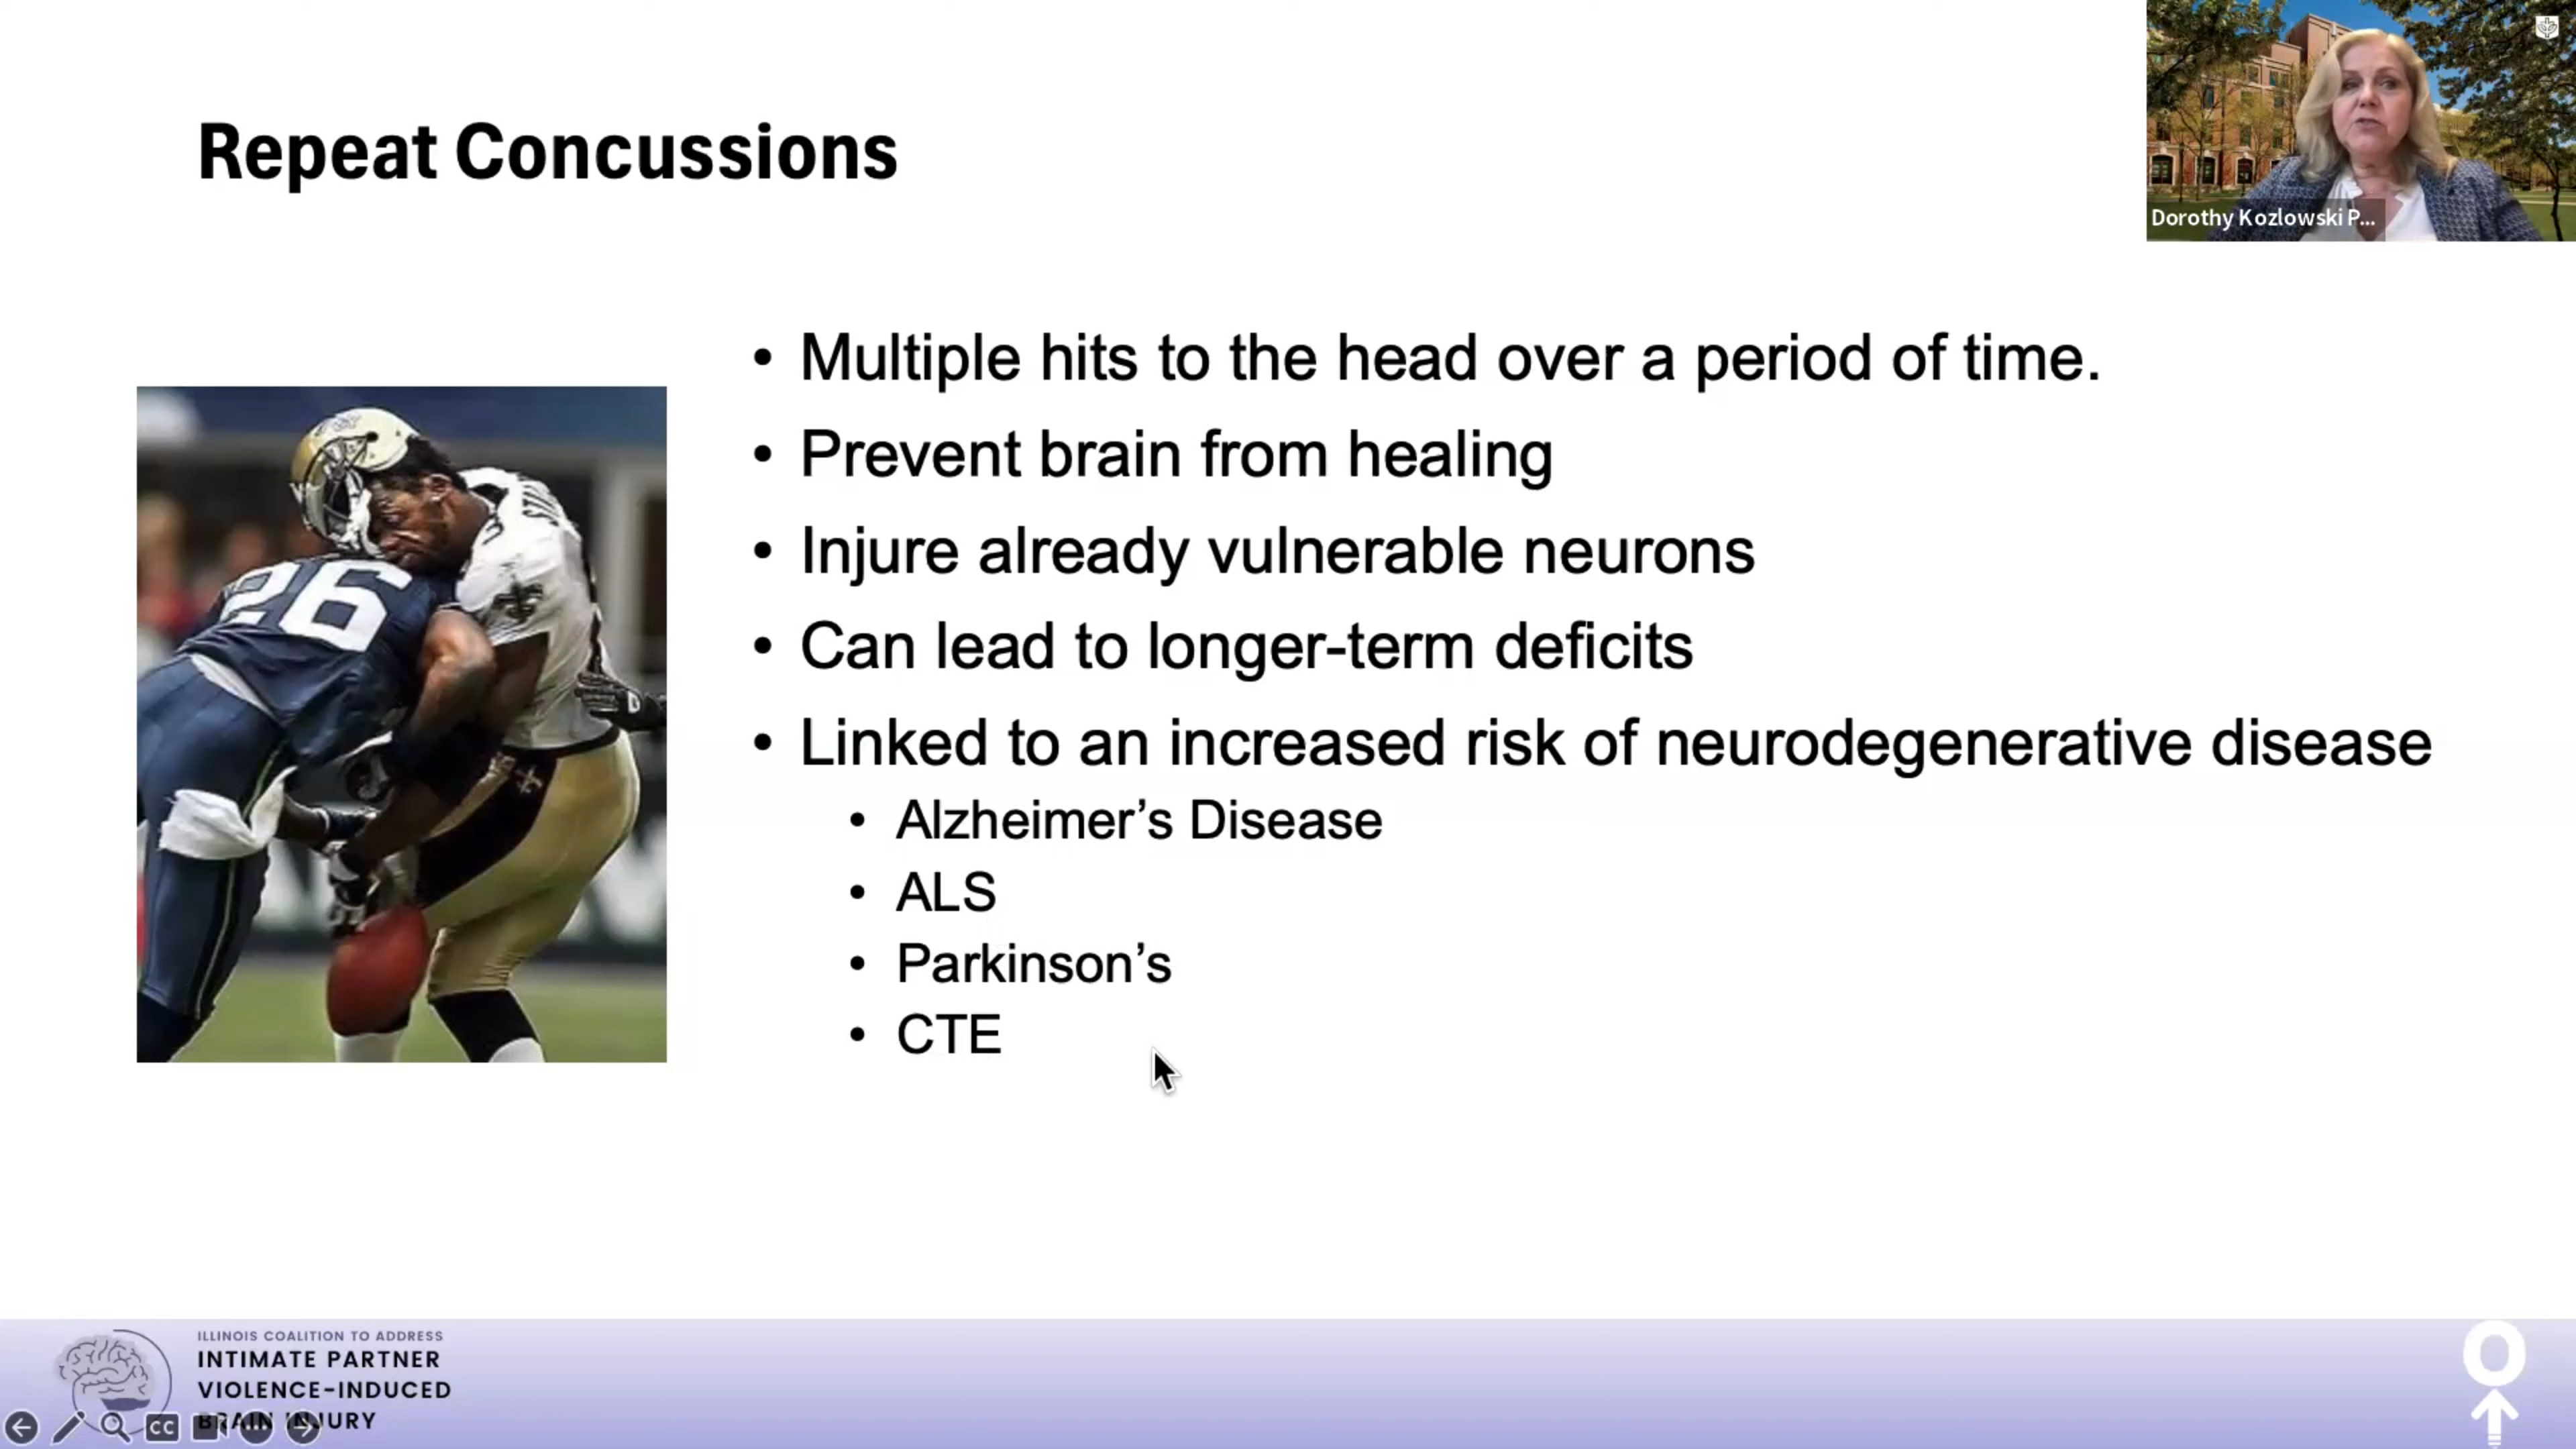 Repeat Concussions
Dorothy Kozlowski P...
• Multiple hits to the head over a period of time.
• Prevent brain from healing
• Injure already vulnerable neurons
• Can lead to longer-term deficits
• Linked to an increased risk of neurodegenerative disease
• Alzheimer’s Disease
• ALS
• Parkinson’s
• CTE
26
ILLINOIS COALITION TO ADDRESS
INTIMATE PARTNER
VIOLENCE-INDUCED
BRAIN INJURY
CC